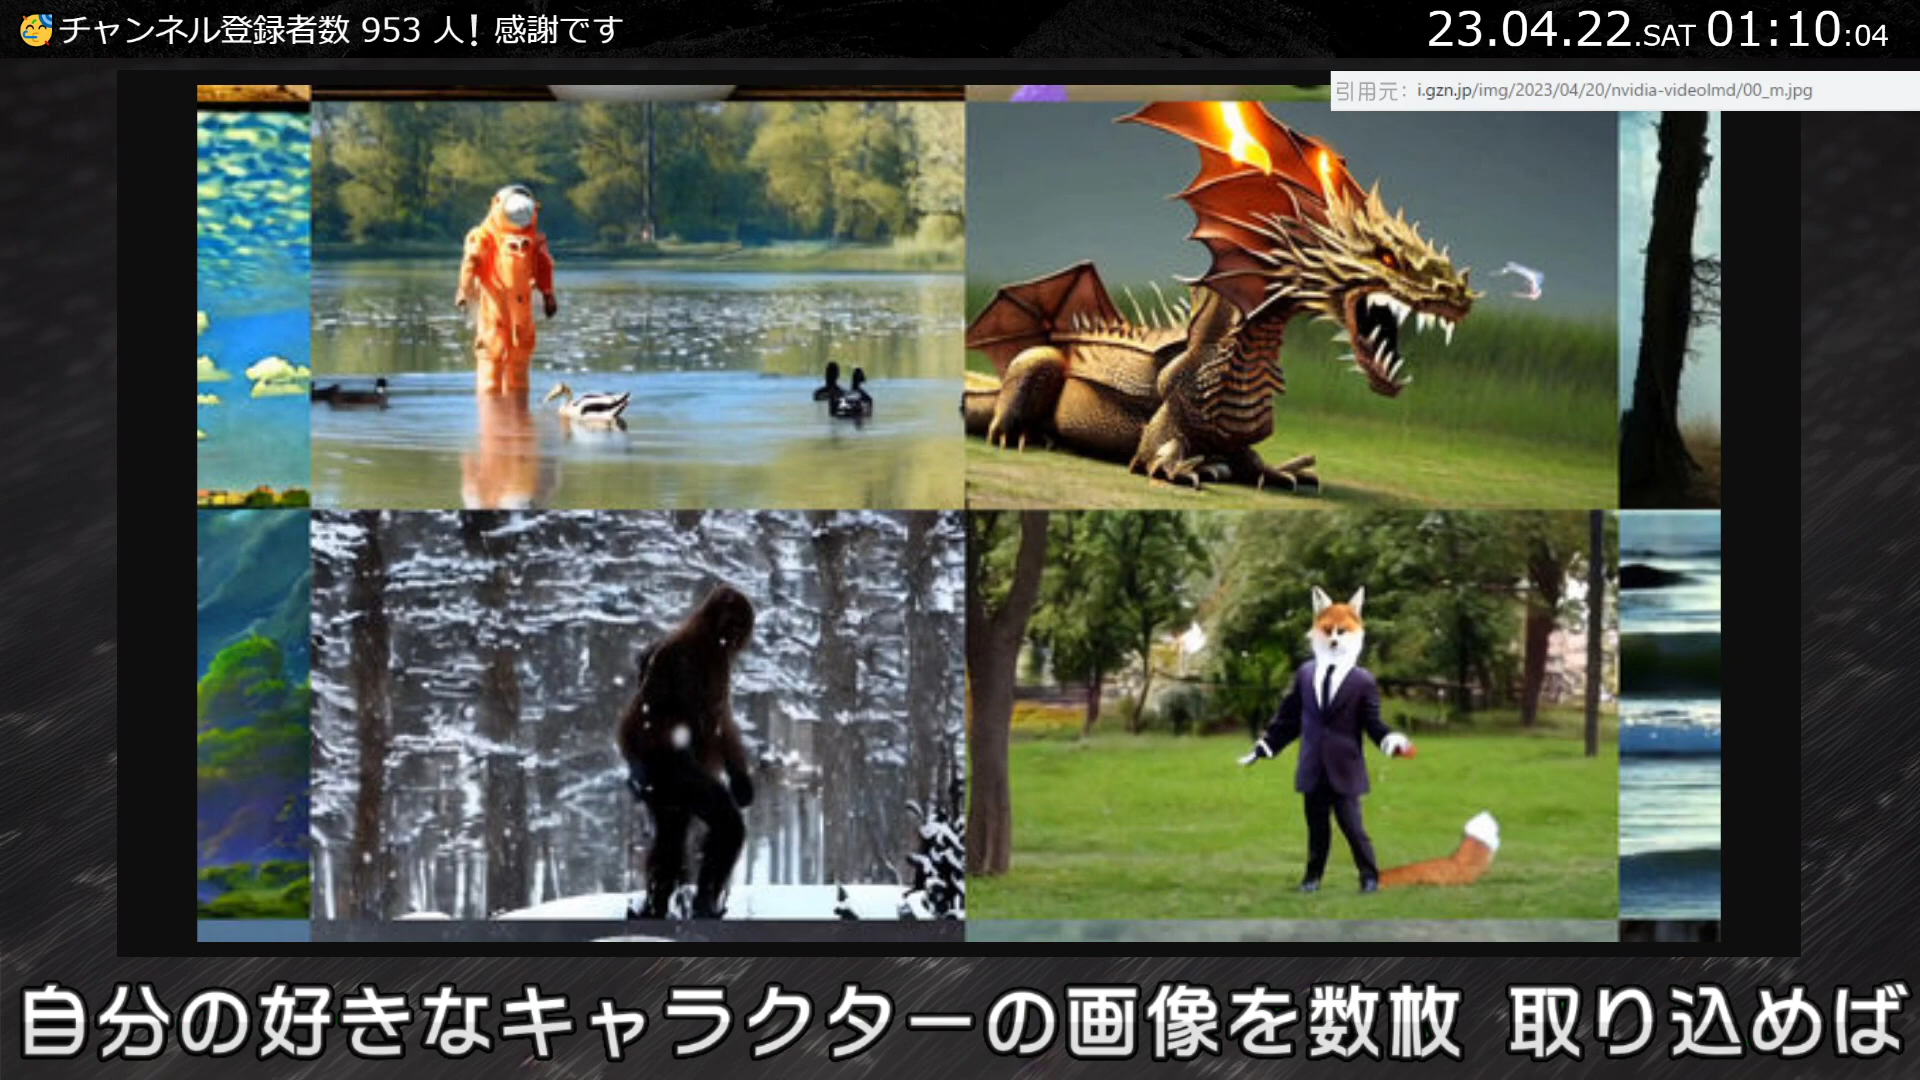 🥳チャンネル登録者数 953 人! 感謝です
23.04.22.SAT 01:10:04
引用元: i.gzn.jp/img/2023/04/20/nvidia-videoldm/00_m.jpg
自分の好きなキャラクターの画像を数枚 取り込めば